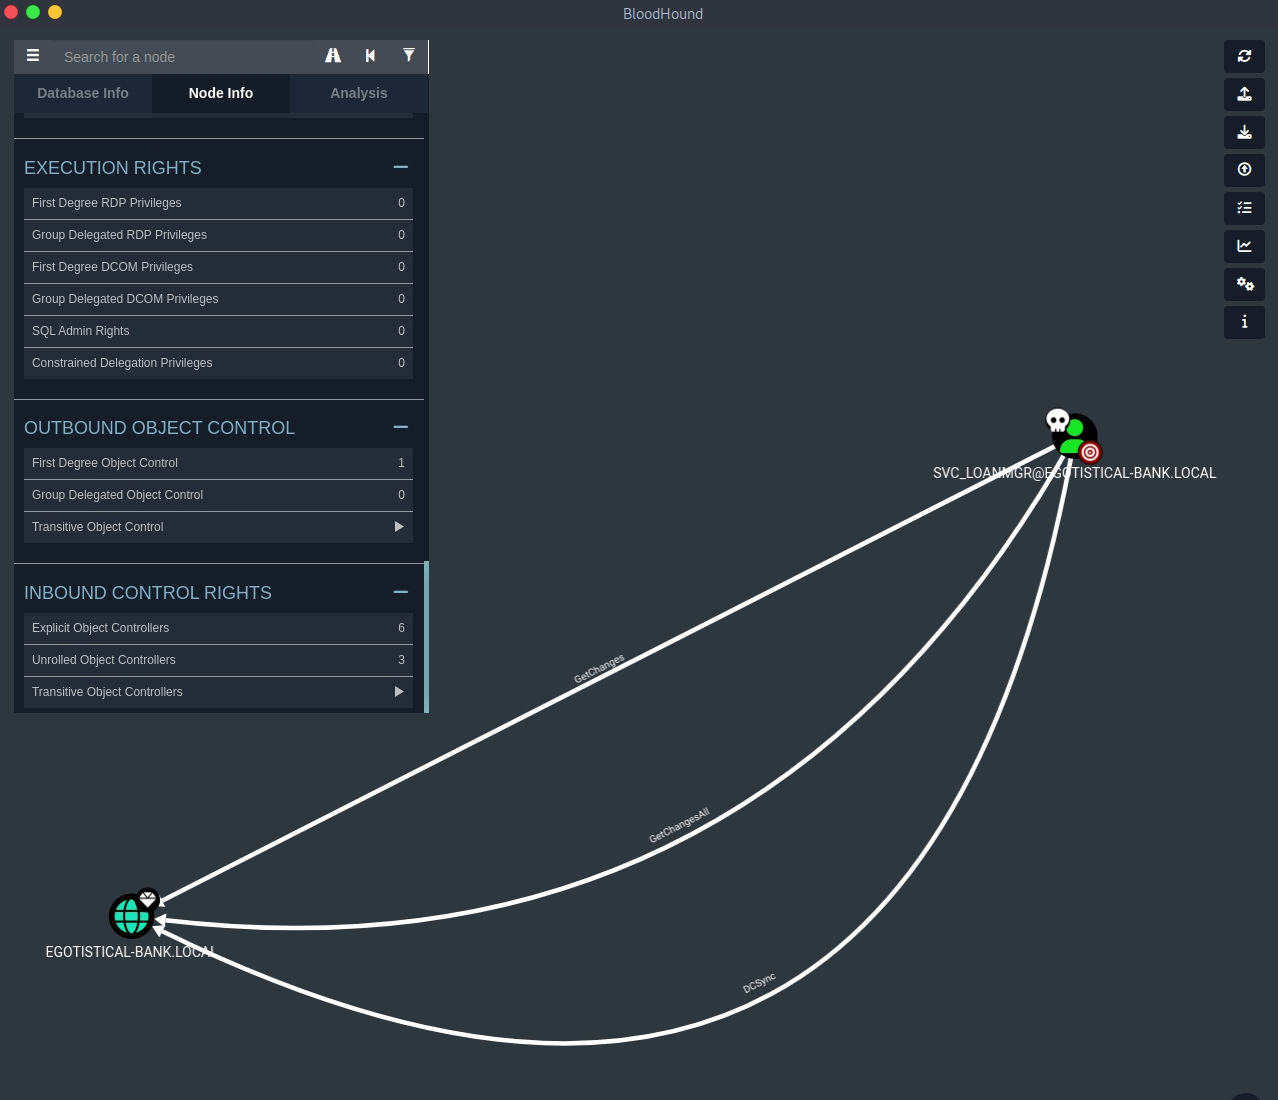 BloodHound
Search for a node
Database Info Node Info Analysis
EXECUTION RIGHTS
First Degree RDP Privileges 0
Group Delegated RDP Privileges 0
First Degree DCOM Privileges 0
Group Delegated DCOM Privileges 0
SQL Admin Rights 0
Constrained Delegation Privileges 0
OUTBOUND OBJECT CONTROL
First Degree Object Control 1
Group Delegated Object Control 0
Transitive Object Control
INBOUND CONTROL RIGHTS
Explicit Object Controllers 6
Unrolled Object Controllers 3
Transitive Object Controllers
SVC_LOANMGR@EGOTISTICAL-BANK.LOCAL
GetChanges
GetChangesAll
DCSync
EGOTISTICAL-BANK.LOCAL